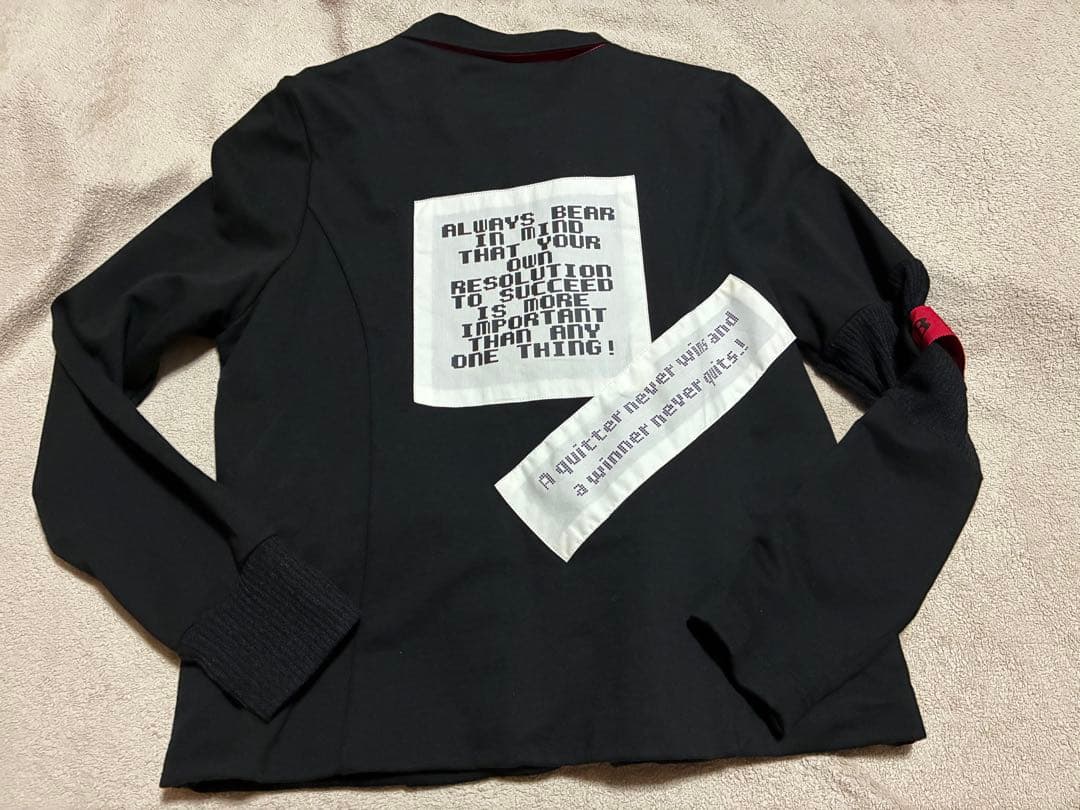 ALWAYS BEAR
IN MIND
THAT YOUR
OWN
RESOLUTION
TO SUCCEED
IS MORE
IMPORTANT
THAN ANY
ONE THING!
A quitter never wins and
a winner never quits.!